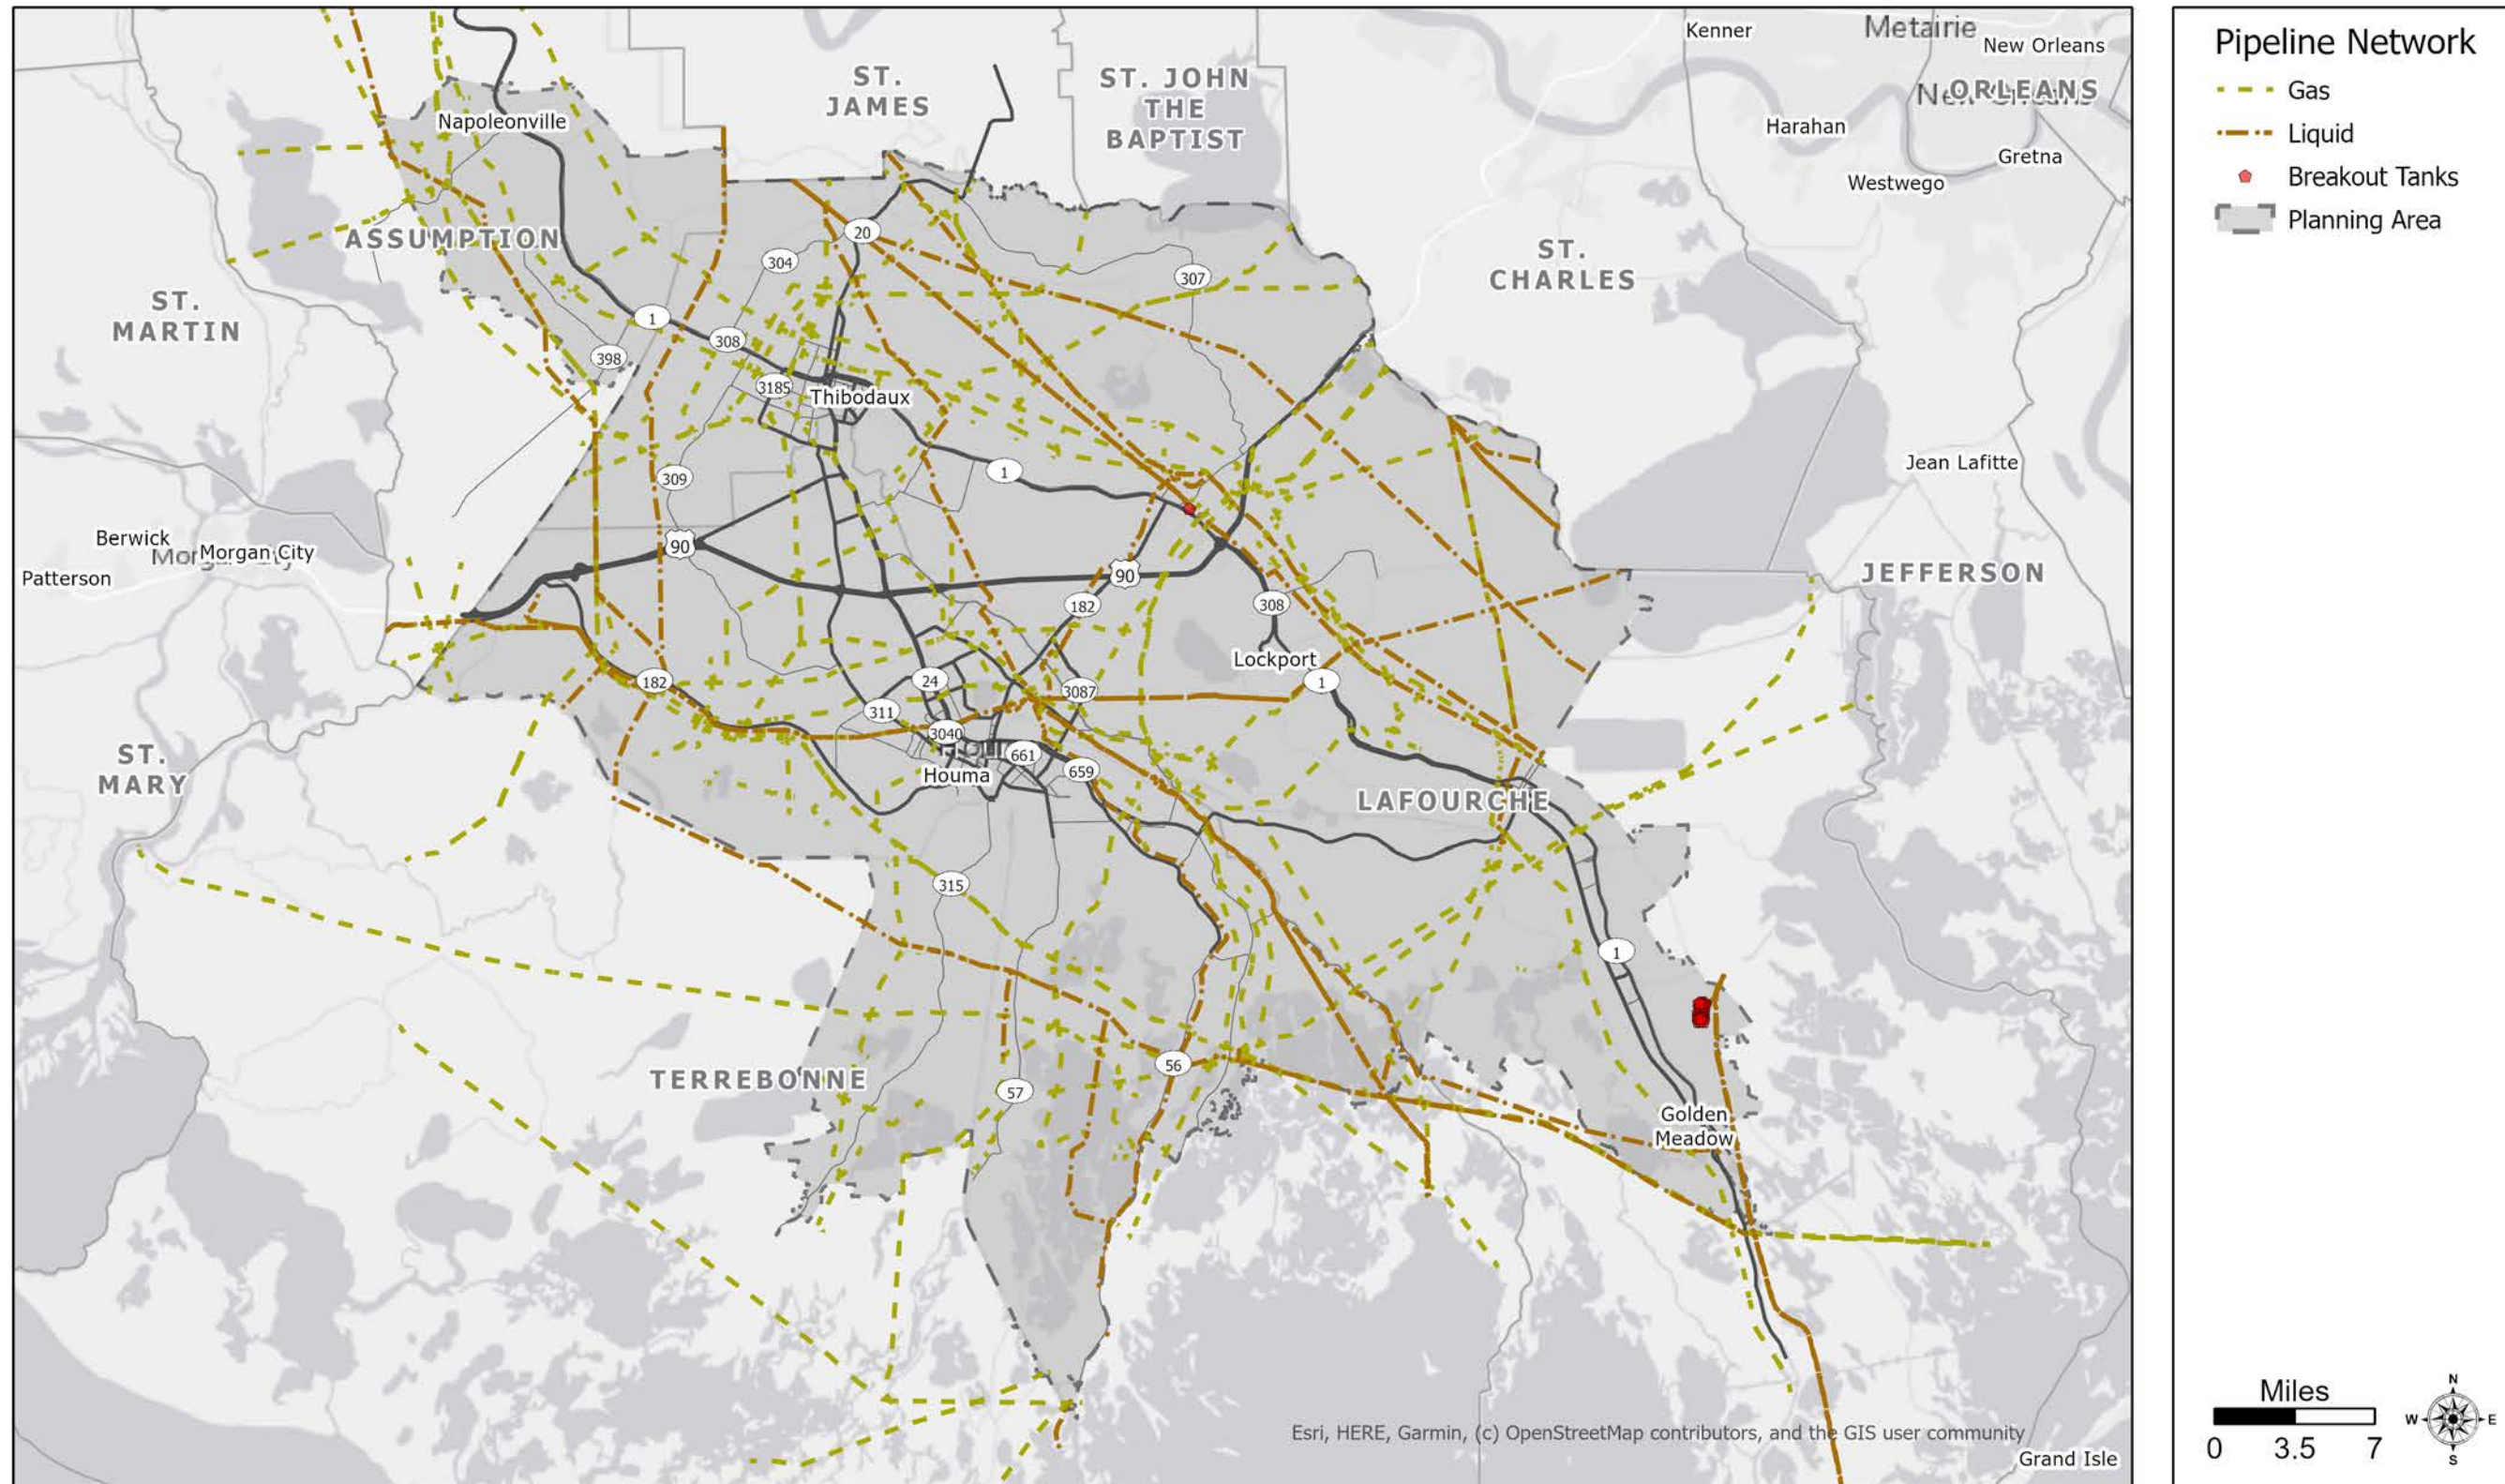 Kenner
Metairie
New Orleans
ST.
JAMES
ST. JOHN
THE
BAPTIST
ORLEANS
Napoleonville
Harahan
Gretna
Westwego
ASSUMPTION
20
304
307
ST.
CHARLES
ST.
MARTIN
1
308
398
3185
Thibodaux
309
1
Jean Lafitte
Berwick
Morgan City
Patterson
90
90
JEFFERSON
182
308
Lockport
182
24
3087
1
311
3040
661
659
Houma
ST.
MARY
LAFOURCHE
315
1
56
TERREBONNE
57
Golden
Meadow
Esri, HERE, Garmin, (c) OpenStreetMap contributors, and the GIS user community
Grand Isle
Pipeline Network
Gas
Liquid
Breakout Tanks
Planning Area
Miles
0 3.5 7
N
W E
S